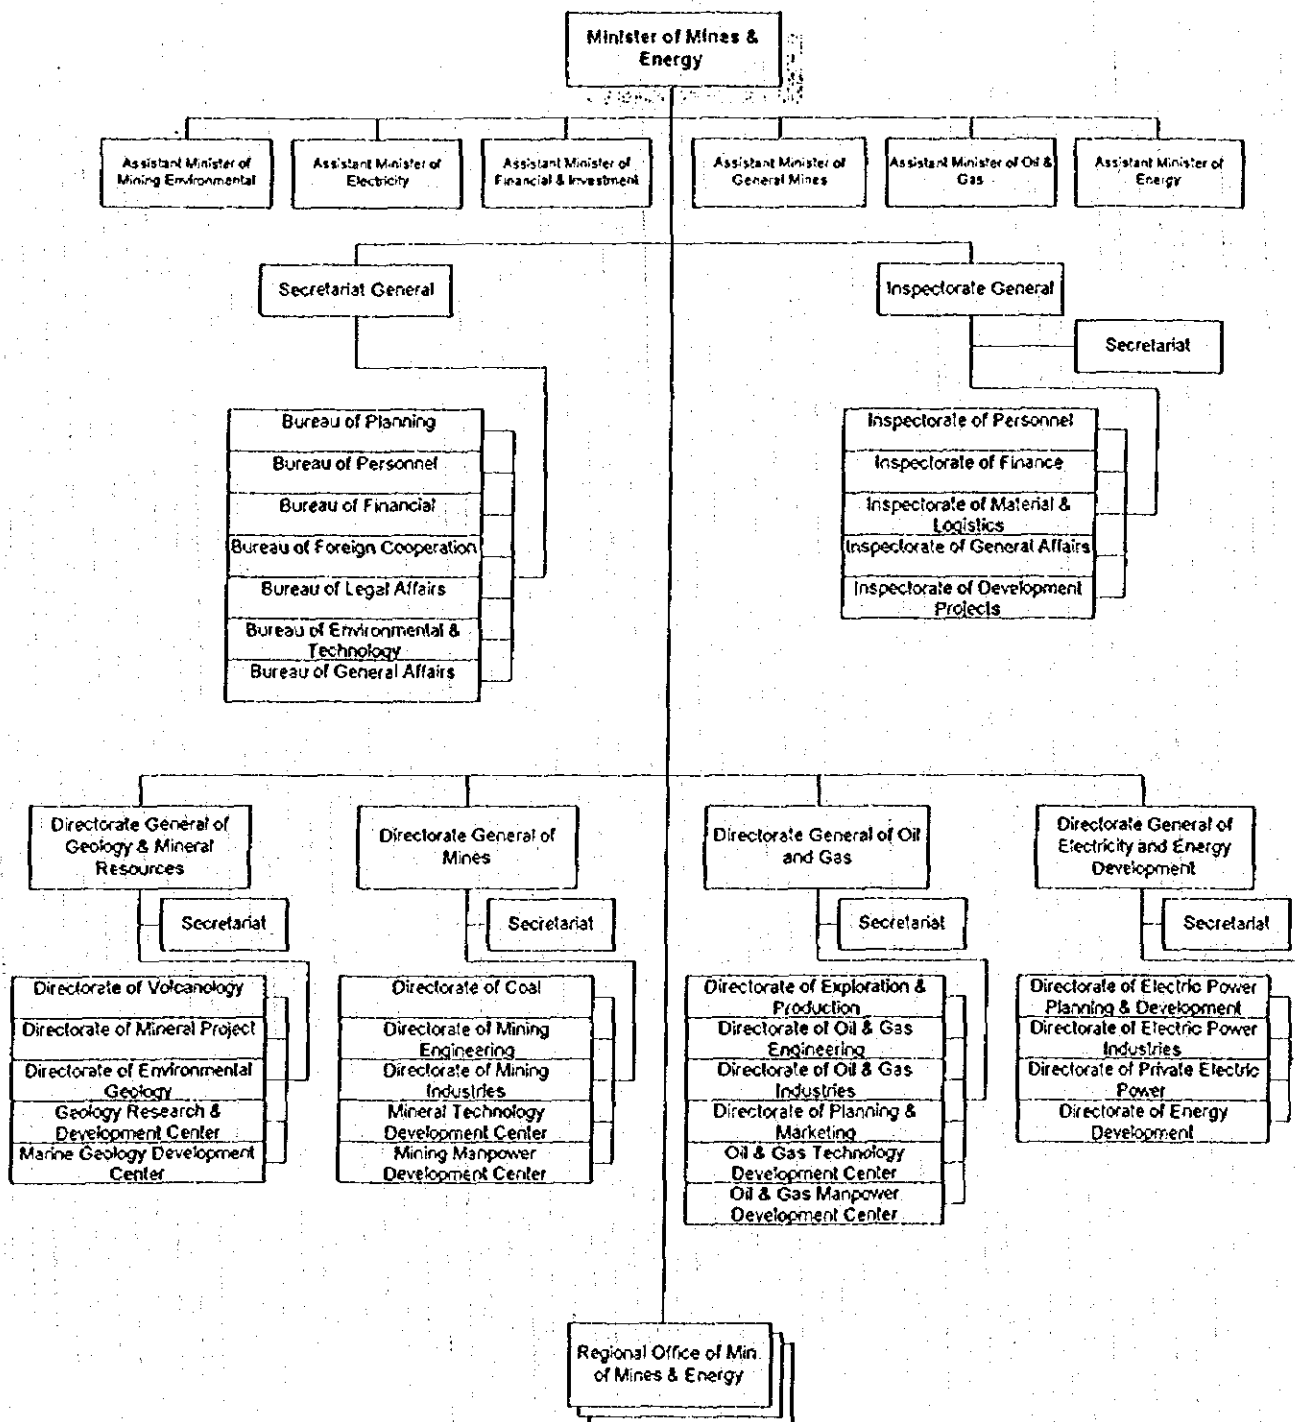 Minister of Mines &
Energy
Assistant Minister of
Mining Environmental
Assistant Minister of
Electricity
Assistant Minister of
Financial & Investment
Assistant Minister of
General Mines
Assistant Minister of Oil &
Gas
Assistant Minister of
Energy
Secretariat General
Inspectorate General
Secretariat
Bureau of Planning
Bureau of Personnel
Bureau of Financial
Bureau of Foreign Cooperation
Bureau of Legal Affairs
Bureau of Environmental &
Technology
Bureau of General Affairs
Inspectorate of Personnel
Inspectorate of Finance
Inspectorate of Material &
Logistics
Inspectorate of General Affairs
Inspectorate of Development
Projects
Directorate General of
Geology & Mineral
Resources
Directorate General of
Mines
Directorate General of Oil
and Gas
Directorate General of
Electricity and Energy
Development
Secretariat
Secretariat
Secretariat
Secretariat
Directorate of Volcanology
Directorate of Mineral Project
Directorate of Environmental
Geology
Geology Research &
Development Center
Marine Geology Development
Center
Directorate of Coal
Directorate of Mining
Engineering
Directorate of Mining
Industries
Mineral Technology
Development Center
Mining Manpower
Development Center
Directorate of Exploration &
Production
Directorate of Oil & Gas
Engineering
Directorate of Oil & Gas
Industries
Directorate of Planning &
Marketing
Oil & Gas Technology
Development Center
Oil & Gas Manpower
Development Center
Directorate of Electric Power
Planning & Development
Directorate of Electric Power
Industries
Directorate of Private Electric
Power
Directorate of Energy
Development
Regional Office of Min.
of Mines & Energy